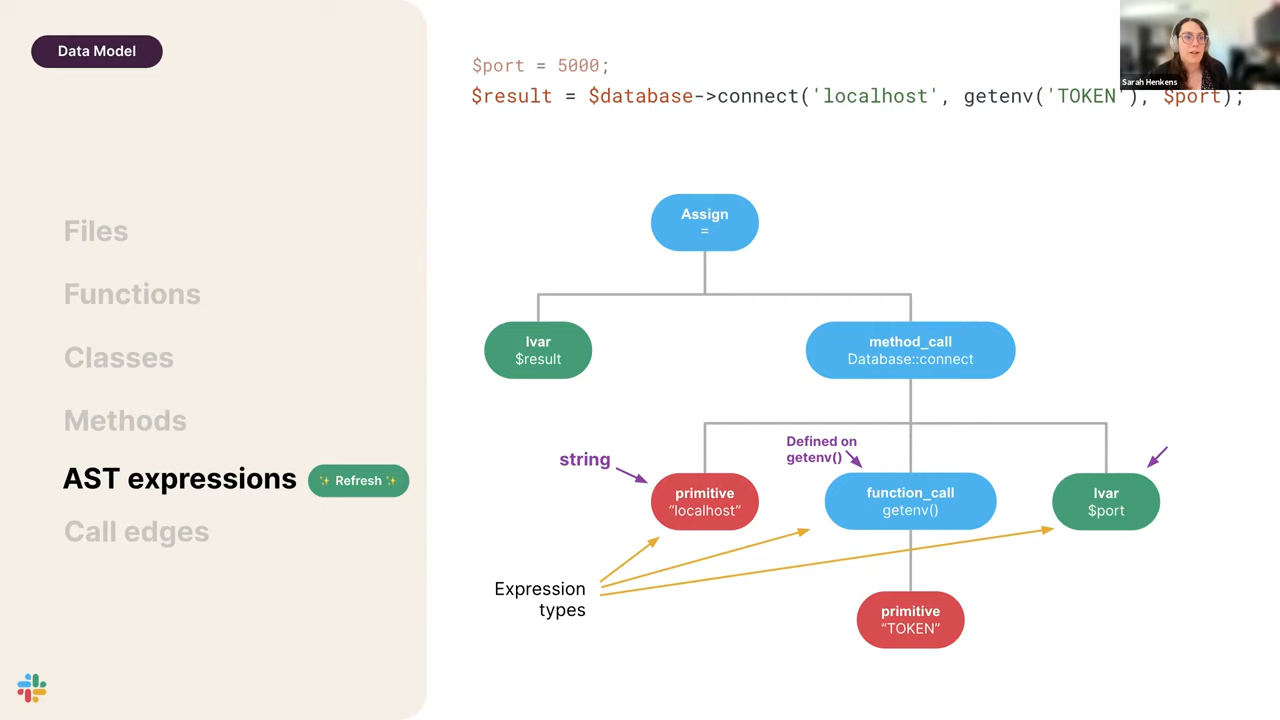 Data Model
$port = 5000;
$result = $database->connect('localhost', getenv('TOKEN'), $port);
Sarah Henkens
Files
Functions
Classes
Methods
AST expressions
✨ Refresh ✨
Call edges
Assign
=
lvar
$result
method_call
Database::connect
string
Defined on
getenv()
primitive
“localhost”
function_call
getenv()
lvar
$port
Expression
types
primitive
“TOKEN”